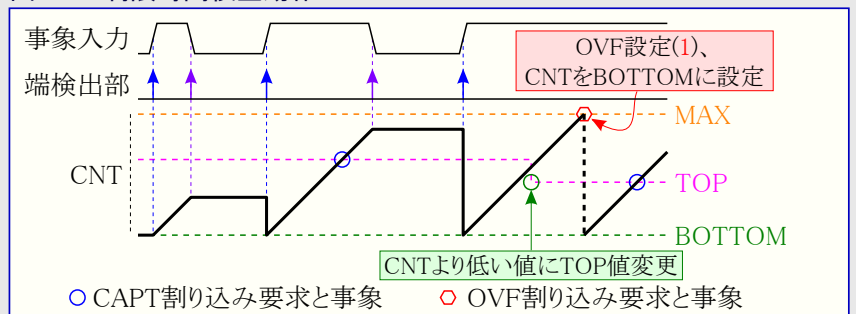 事象入力
端検出部
OVF設定(1)、
CNTをBOTTOMに設定
MAX
CNT
TOP
BOTTOM
CNTより低い値にTOP値変更
CAPT割り込み要求と事象
OVF割り込み要求と事象